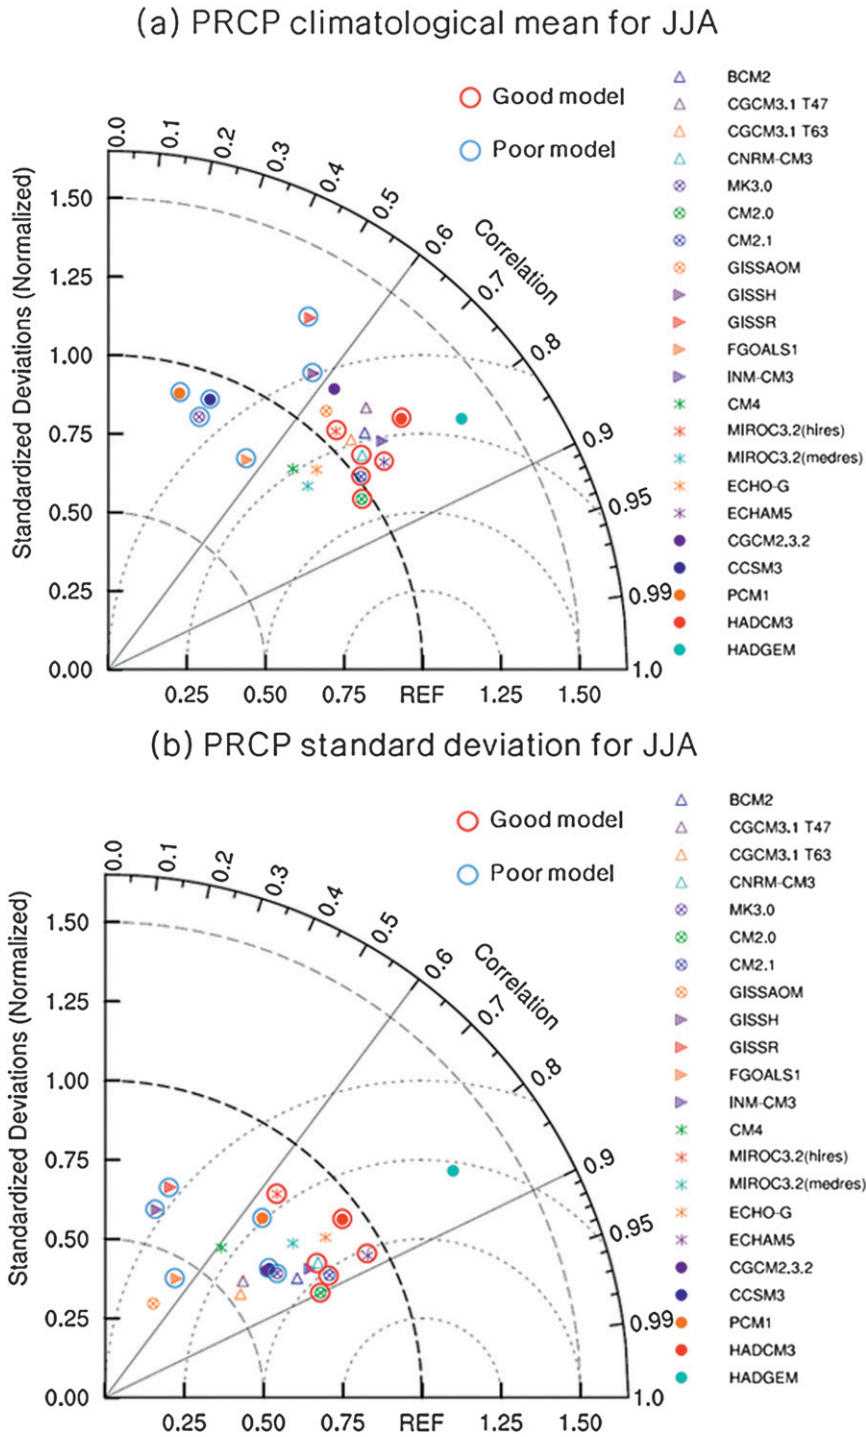 (a) PRCP climatological mean for JJA
Good model
Poor model
BCM2
CGCM3.1 T47
CGCM3.1 T63
CNRM-CM3
MK3.0
CM2.0
CM2.1
GISSAOM
GISSH
GISSR
FGOALS1
INM-CM3
CM4
MIROC3.2(hires)
MIROC3.2(medres)
ECHO-G
ECHAM5
CGCM2.3.2
CCSM3
PCM1
HADCM3
HADGEM
Standardized Deviations (Normalized)
1.50
1.25
1.00
0.75
0.50
0.25
0.00
0.0
0.1
0.2
0.3
0.4
0.5
0.6
Correlation
0.7
0.8
0.9
0.95
0.99
1.0
0.25
0.50
0.75
REF
1.25
1.50
(b) PRCP standard deviation for JJA
Good model
Poor model
BCM2
CGCM3.1 T47
CGCM3.1 T63
CNRM-CM3
MK3.0
CM2.0
CM2.1
GISSAOM
GISSH
GISSR
FGOALS1
INM-CM3
CM4
MIROC3.2(hires)
MIROC3.2(medres)
ECHO-G
ECHAM5
CGCM2.3.2
CCSM3
PCM1
HADCM3
HADGEM
Standardized Deviations (Normalized)
1.50
1.25
1.00
0.75
0.50
0.25
0.00
0.0
0.1
0.2
0.3
0.4
0.5
0.6
Correlation
0.7
0.8
0.9
0.95
0.99
1.0
0.25
0.50
0.75
REF
1.25
1.50